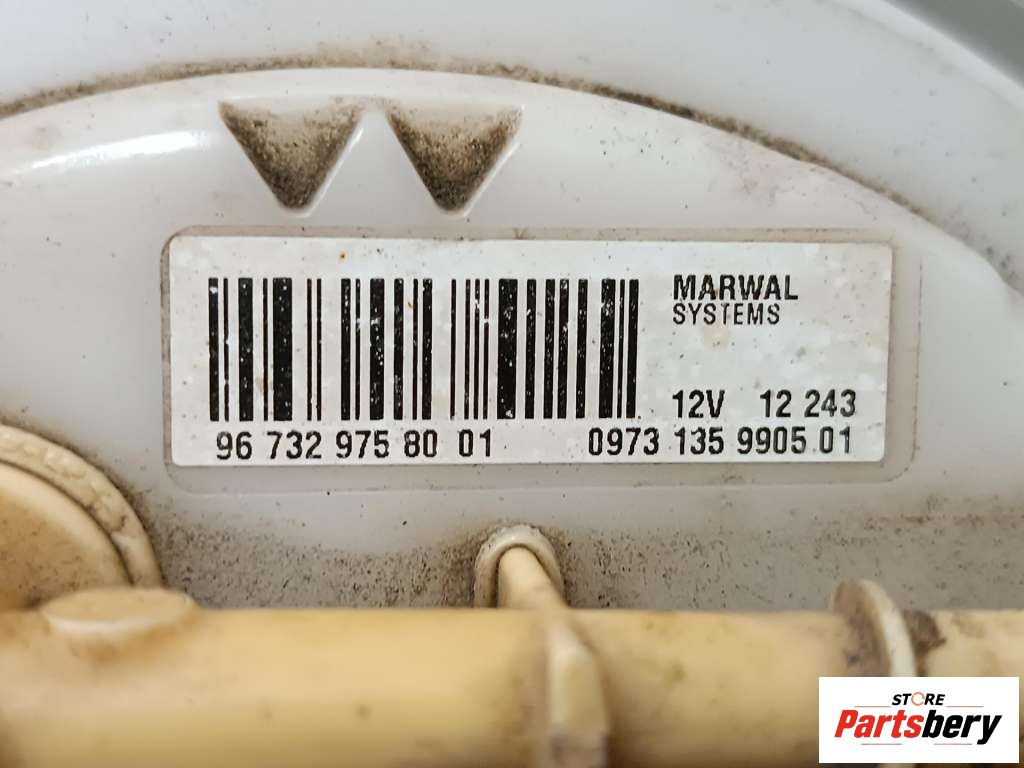 MARWAL
SYSTEMS
12V 12 243
96 732 975 80 01 0973 135 9905.01
STORE
Partsbery